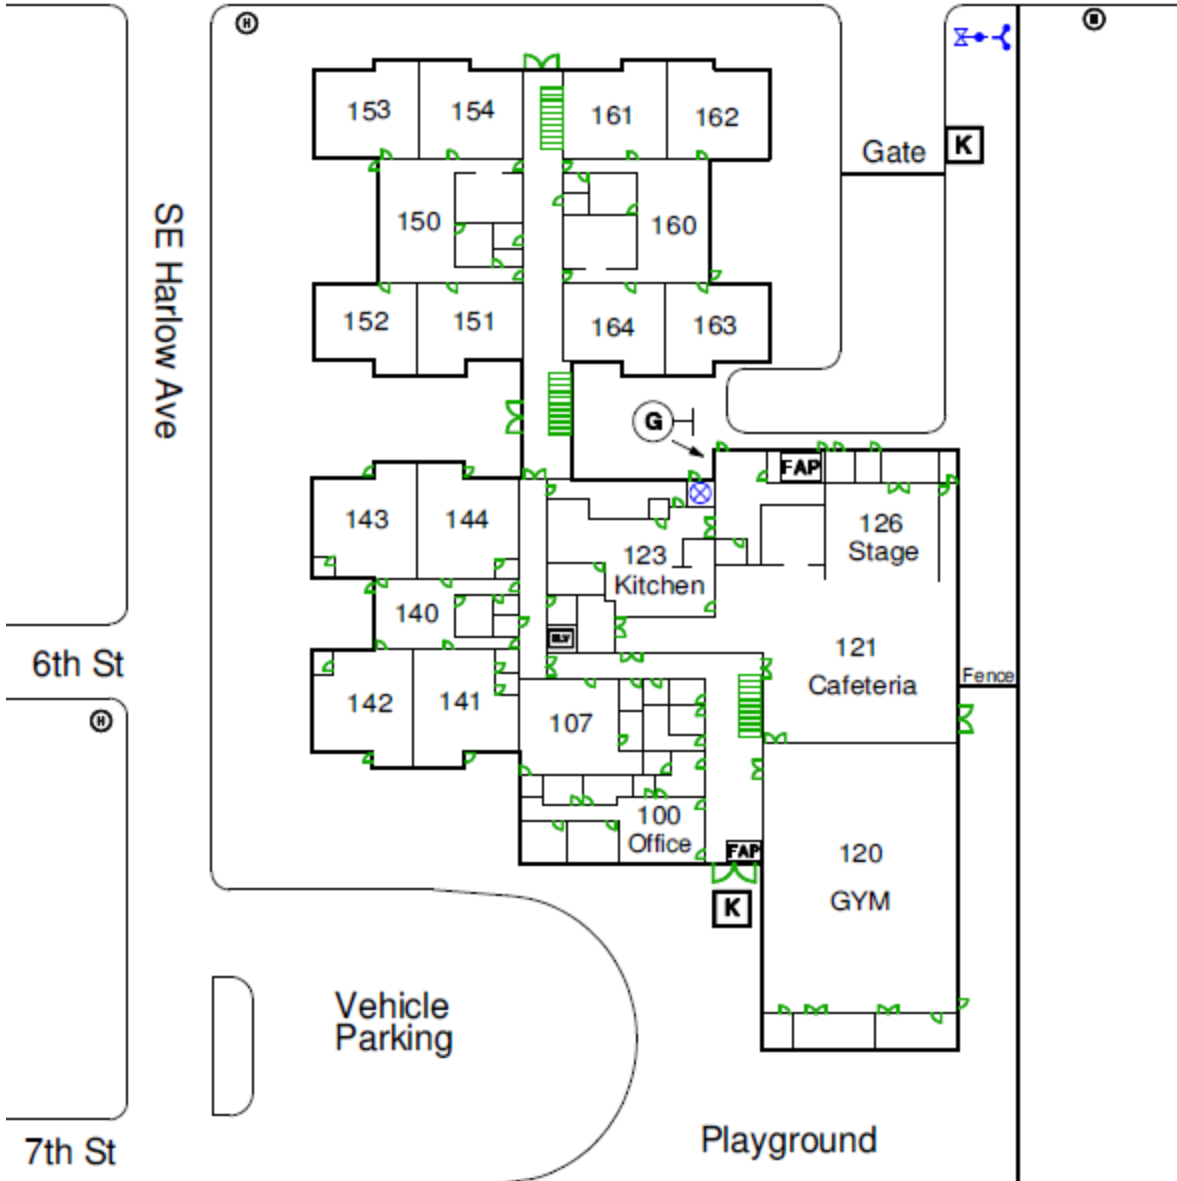 H
Gate
K
153
154
161
162
150
160
SE Harlow Ave
152
151
164
163
G
FAP
143
144
126
Stage
123
Kitchen
140
ELV
121
Cafeteria
6th St
Fence
142
141
107
H
100
Office
FAP
120
GYM
K
Vehicle
Parking
Playground
7th St